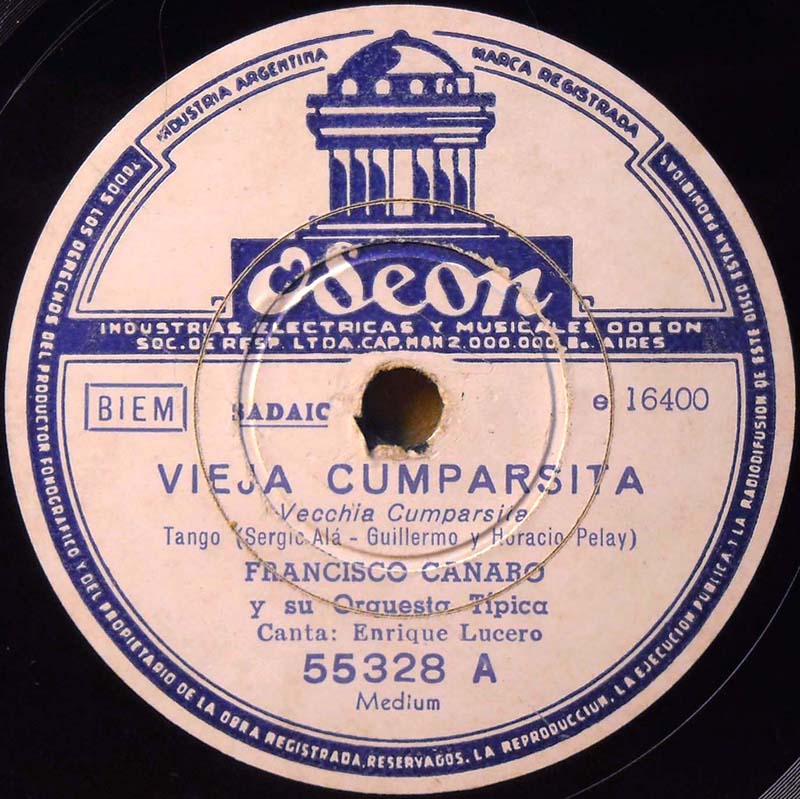 INDUSTRIA ARGENTINA
MARCA REGISTRADA
Odeon
INDUSTRIAS ELECTRICAS Y MUSICALES ODEON
SOC. DE RESP. LTDA. CAP. M$N 2.000.000. Bs. AIRES
BIEM
SADAIC
e 16400
VIEJA CUMPARSITA
Vecchia Cumparsita
Tango (Sergio Alá - Guillermo y Horacio Pelay)
FRANCISCO CANARO
y su Orquesta Típica
Canta: Enrique Lucero
55328 A
Medium
TODOS LOS DERECHOS DEL PRODUCTOR FONOGRAFICO Y DEL PROPIETARIO DE LA OBRA REGISTRADA, RESERVADOS. LA REPRODUCCION, LA EJECUCION PUBLICA, Y LA RADIODIFUSION DE ESTE DISCO ESTAN PROHIBIDAS